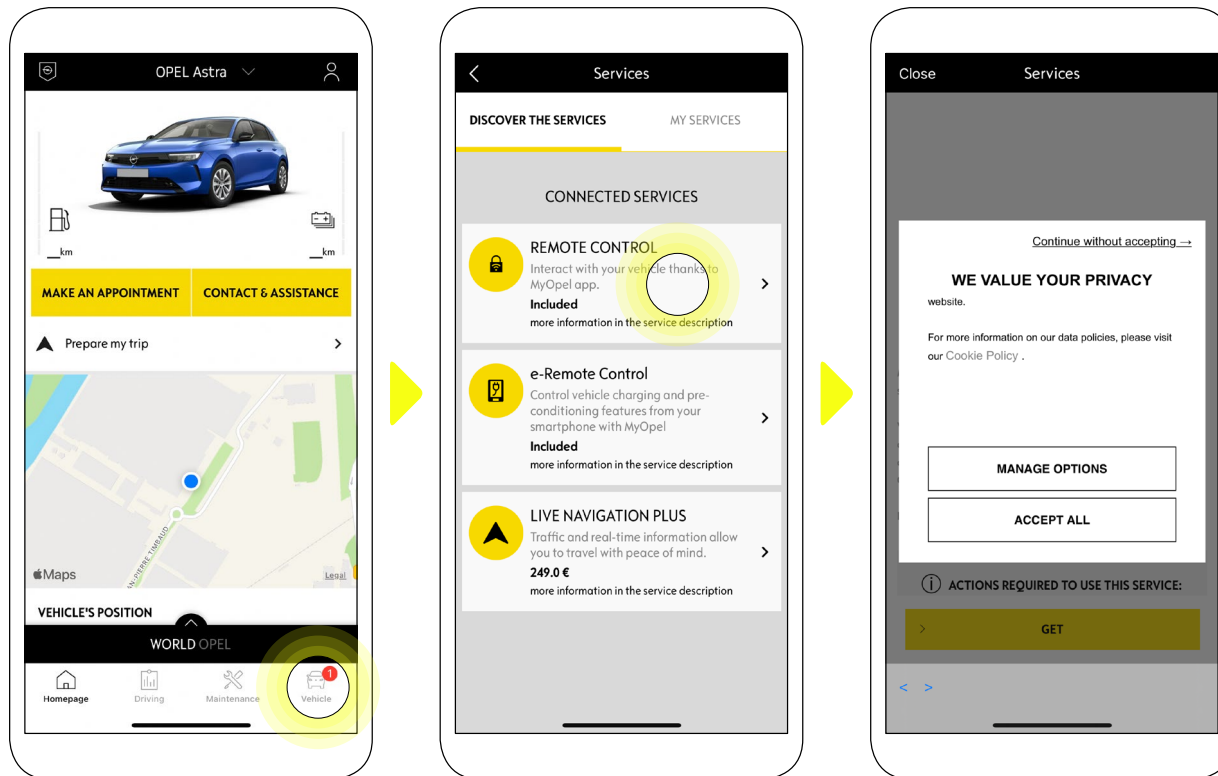 OPEL Astra
__km
__km
MAKE AN APPOINTMENT
CONTACT & ASSISTANCE
Prepare my trip
JEAN-PIERRE TIMBAUD
Maps
Legal
VEHICLE'S POSITION
WORLD OPEL
1
Homepage
Driving
Maintenance
Vehicle
Services
DISCOVER THE SERVICES
MY SERVICES
CONNECTED SERVICES
REMOTE CONTROL
Interact with your vehicle thanks to
MyOpel app.
Included
more information in the service description
e-Remote Control
Control vehicle charging and pre-
conditioning features from your
smartphone with MyOpel
Included
more information in the service description
LIVE NAVIGATION PLUS
Traffic and real-time information allow
you to travel with peace of mind.
249.0 €
more information in the service description
Close
Services
Continue without accepting →
WE VALUE YOUR PRIVACY
website.
For more information on our data policies, please visit
our Cookie Policy .
MANAGE OPTIONS
ACCEPT ALL
ACTIONS REQUIRED TO USE THIS SERVICE:
> GET
< >